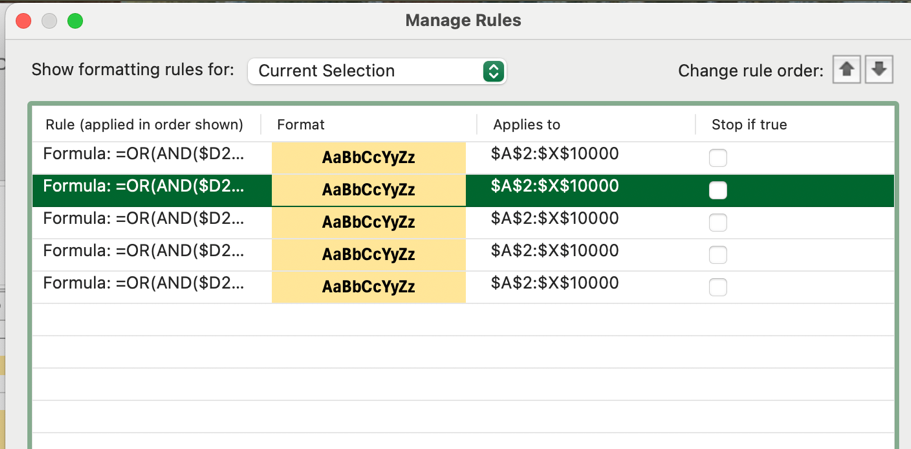 Manage Rules
Show formatting rules for: Current Selection Change rule order:
Rule (applied in order shown) Format Applies to Stop if true
Formula: =OR(AND($D2... AaBbCcYyZz $A$2:$X$10000
Formula: =OR(AND($D2... AaBbCcYyZz $A$2:$X$10000
Formula: =OR(AND($D2... AaBbCcYyZz $A$2:$X$10000
Formula: =OR(AND($D2... AaBbCcYyZz $A$2:$X$10000
Formula: =OR(AND($D2... AaBbCcYyZz $A$2:$X$10000